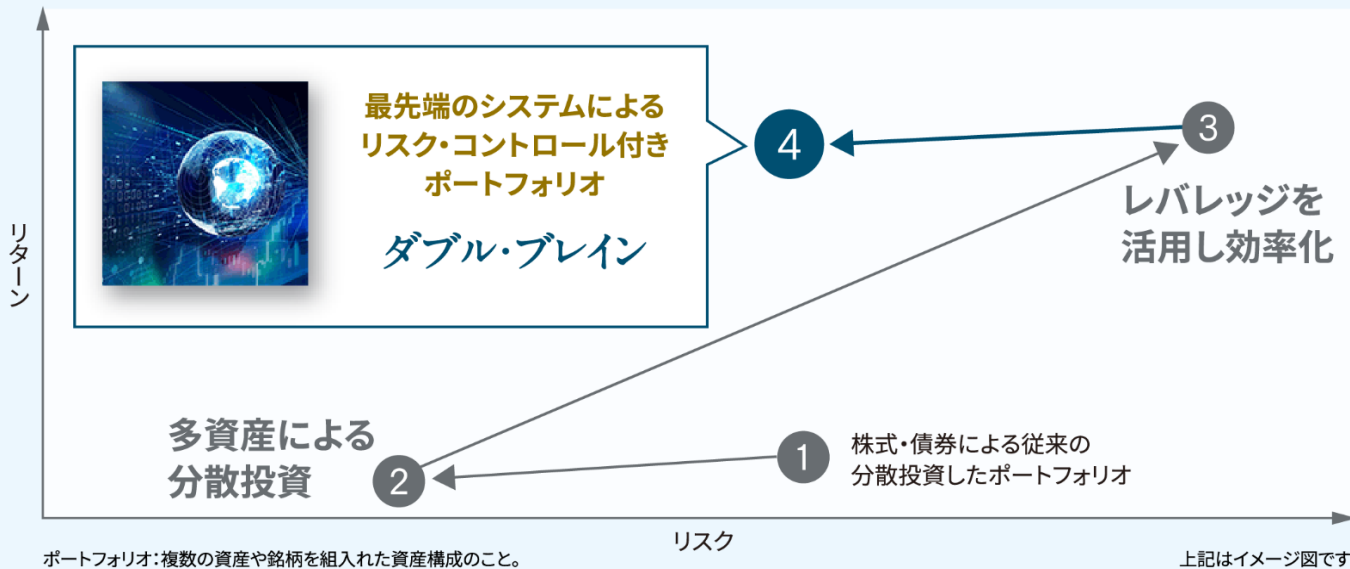 リターン
最先端のシステムによる
リスク・コントロール付き
ポートフォリオ
ダブル・ブレイン
4
3
レバレッジを
活用し効率化
多資産による
分散投資
2
1
株式・債券による従来の
分散投資したポートフォリオ
リスク
ポートフォリオ：複数の資産や銘柄を組入れた資産構成のこと。
上記はイメージ図です